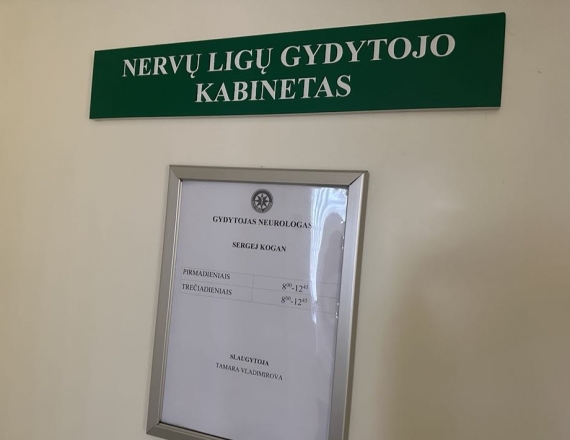 NERVŲ LIGŲ GYDYTOJO
KABINETAS
GYDYTOJAS NEUROLOGAS
SERGEJ KOGAN
PIRMADIENIAIS 8⁰⁰-12⁴⁵
TREČIADIENIAIS 8⁰⁰-12⁴⁵
SLAUGYTOJA
TAMARA VLADIMIROVA